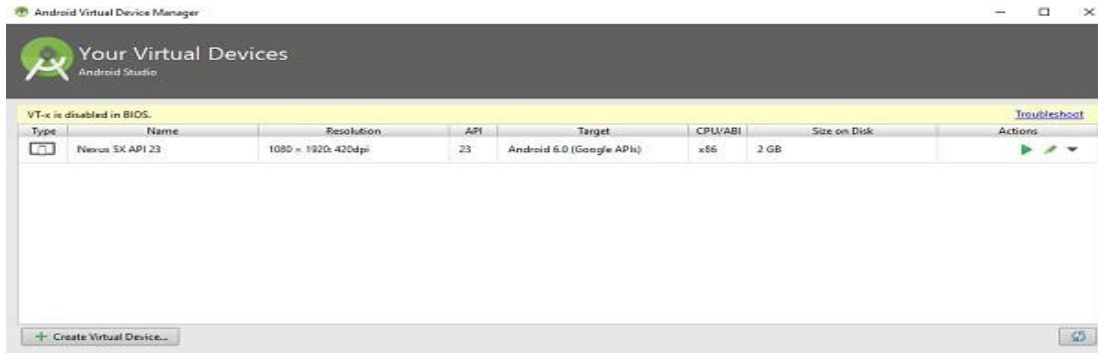 Android Virtual Device Manager
Your Virtual Devices
Android Studio
VT-x is disabled in BIOS. Troubleshoot
Type Name Resolution API Target CPU/ABI Size on Disk Actions
Nexus 5X API 23 1080 × 1920: 420dpi 23 Android 6.0 (Google APIs) x86 2 GB
Create Virtual Device...